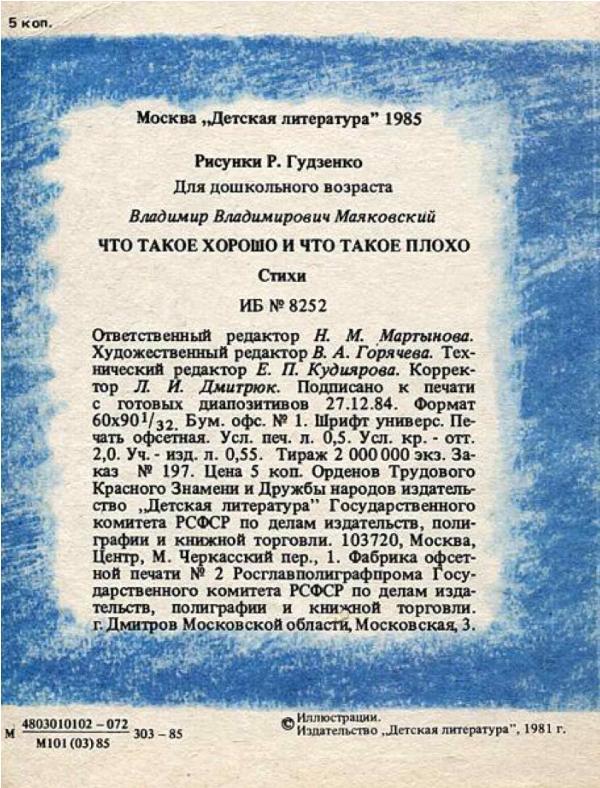 5 коп.
Москва „Детская литература” 1985
Рисунки Р. Гудзенко
Для дошкольного возраста
Владимир Владимирович Маяковский
ЧТО ТАКОЕ ХОРОШО И ЧТО ТАКОЕ ПЛОХО
Стихи
ИБ № 8252
Ответственный редактор Н. М. Мартынова.
Художественный редактор В. А. Горячева. Тех-
нический редактор Е. П. Кудиярова. Коррек-
тор Л. И. Дмитрюк. Подписано к печати
с готовых диапозитивов 27.12.84. Формат
60х90 1/32. Бум. офс. № 1. Шрифт универс. Пе-
чать офсетная. Усл. печ. л. 0,5. Усл. кр. - отт.
2,0. Уч. - изд. л. 0,55. Тираж 2 000 000 экз. За-
каз № 197. Цена 5 коп. Орденов Трудового
Красного Знамени и Дружбы народов издатель-
ство „Детская литература” Государственного
комитета РСФСР по делам издательств, поли-
графии и книжной торговли. 103720, Москва,
Центр, М. Черкасский пер., 1. Фабрика офсет-
ной печати № 2 Росглавполиграфпрома Госу-
дарственного комитета РСФСР по делам изда-
тельств, полиграфии и книжной торговли.
г. Дмитров Московской области, Московская, 3.
М 4803010102 – 072 / М101 (03) 85 303 – 85
© Иллюстрации.
Издательство „Детская литература”, 1981 г.